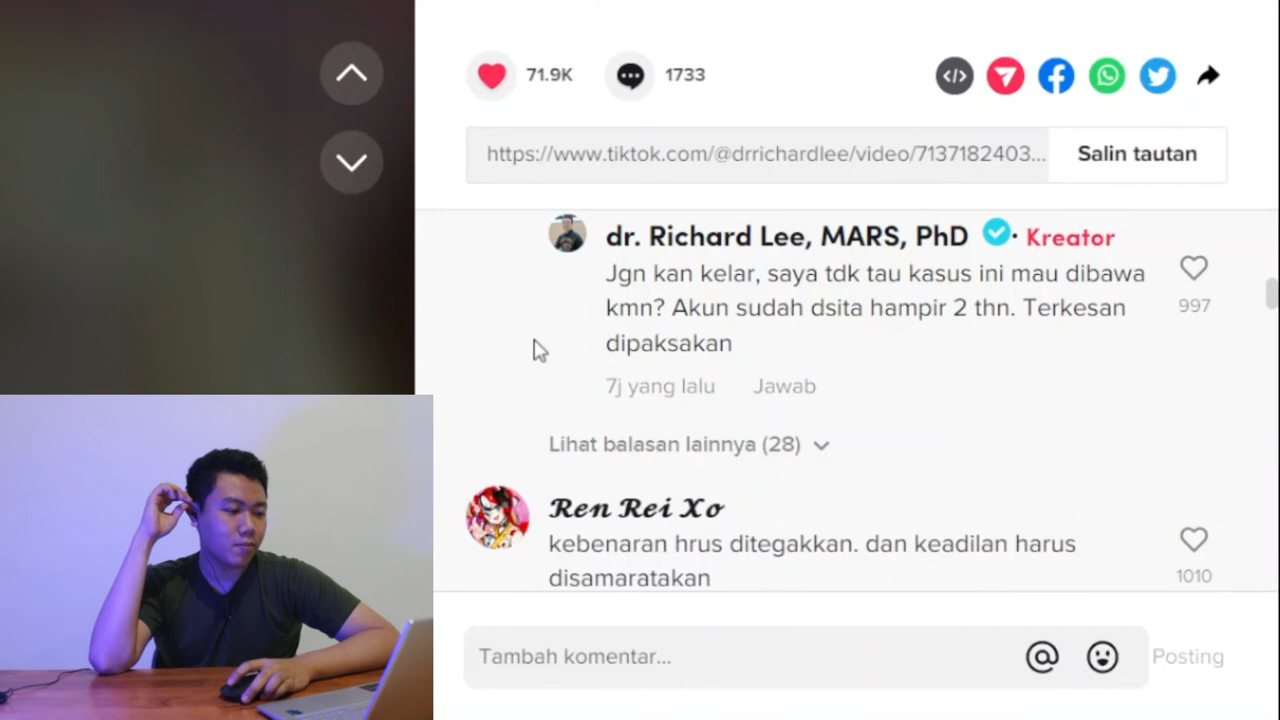 71.9K
1733
https://www.tiktok.com/@drrichardlee/video/7137182403...
Salin tautan
dr. Richard Lee, MARS, PhD · Kreator
Jgn kan kelar, saya tdk tau kasus ini mau dibawa
kmn? Akun sudah dsita hampir 2 thn. Terkesan
dipaksakan
997
7j yang lalu Jawab
Lihat balasan lainnya (28)
𝓡𝓮𝓷 𝓡𝓮𝓲 𝓧𝓸
kebenaran hrus ditegakkan. dan keadilan harus
disamaratakan
1010
Tambah komentar...
Posting